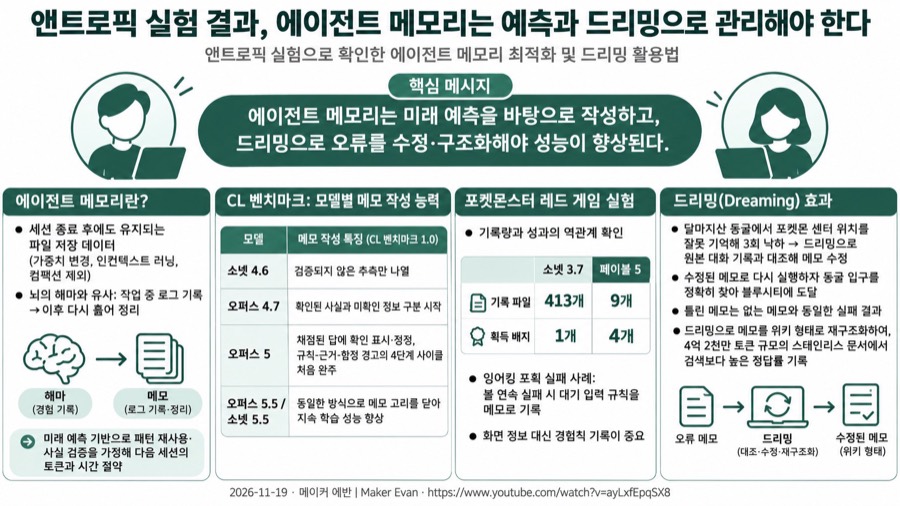 앤트로픽 실험 결과, 에이전트 메모리는 예측과 드리밍으로 관리해야 한다
앤트로픽 실험으로 확인한 에이전트 메모리 최적화 및 드리밍 활용법
핵심 메시지
에이전트 메모리는 미래 예측을 바탕으로 작성하고,
드리밍으로 오류를 수정·구조화해야 성능이 향상된다.
에이전트 메모리란?
• 세션 종료 후에도 유지되는
파일 저장 데이터
(가중치 변경, 인컨텍스트 러닝,
컴팩션 제외)
• 뇌의 해마와 유사: 작업 중 로그 기록
→ 이후 다시 훑어 정리
해마
(경험 기록)
메모
(로그 기록·정리)
미래 예측 기반으로 패턴 재사용·
사실 검증을 가정해 다음 세션의
토큰과 시간 절약
CL 벤치마크: 모델별 메모 작성 능력
모델 메모 작성 특징 (CL 벤치마크 1.0)
소넷 4.6 검증되지 않은 추측만 나열
오퍼스 4.7 확인된 사실과 미확인 정보 구분 시작
오퍼스 5 채점된 답에 확인 표시·정정,
규칙-근거-함정 경고의 4단계 사이클
처음 완주
오퍼스 5.5 / 동일한 방식으로 메모 고리를 닫아
소넷 5.5 지속 학습 성능 향상
포켓몬스터 레드 게임 실험
• 기록량과 성과의 역관계 확인
소넷 3.7 페이블 5
기록 파일 413개 9개
획득 배지 1개 4개
• 잉어킹 포획 실패 사례:
볼 연속 실패 시 대기 입력 규칙을
메모로 기록
• 화면 정보 대신 경험칙 기록이 중요
드리밍(Dreaming) 효과
• 달마지산 동굴에서 포켓몬 센터 위치를
잘못 기억해 3회 낙하 → 드리밍으로
원본 대화 기록과 대조해 메모 수정
• 수정된 메모로 다시 실행하자 동굴 입구를
정확히 찾아 블루시티에 도달
• 틀린 메모는 없는 메모와 동일한 실패 결과
• 드리밍으로 메모를 위키 형태로 재구조화하여,
4억 2천만 토큰 규모의 스테인리스 문서에서
검색보다 높은 정답률 기록
오류 메모
드리밍
(대조·수정·재구조화)
수정된 메모
(위키 형태)
2026-11-19 · 메이커 에반 | Maker Evan · https://www.youtube.com/watch?v=ayLxfEpqSX8